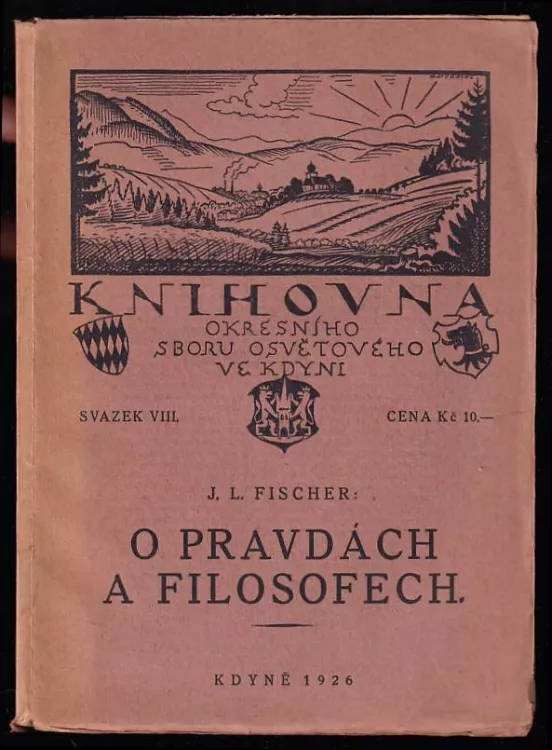 KNIHOVNA
OKRESNÍHO
SBORU OSVĚTOVÉHO
VE KDYNI
SVAZEK VIII.
CENA Kč 10.—
J. L. FISCHER:
O PRAVDÁCH
A FILOSOFECH.
KDYNĚ 1926